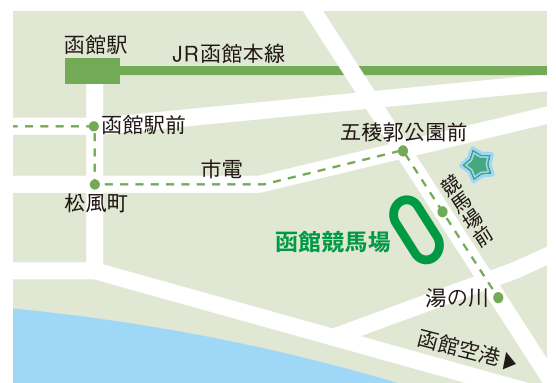 函館駅
JR函館本線
函館駅前
五稜郭公園前
市電
松風町
競馬場前
函館競馬場
湯の川
函館空港